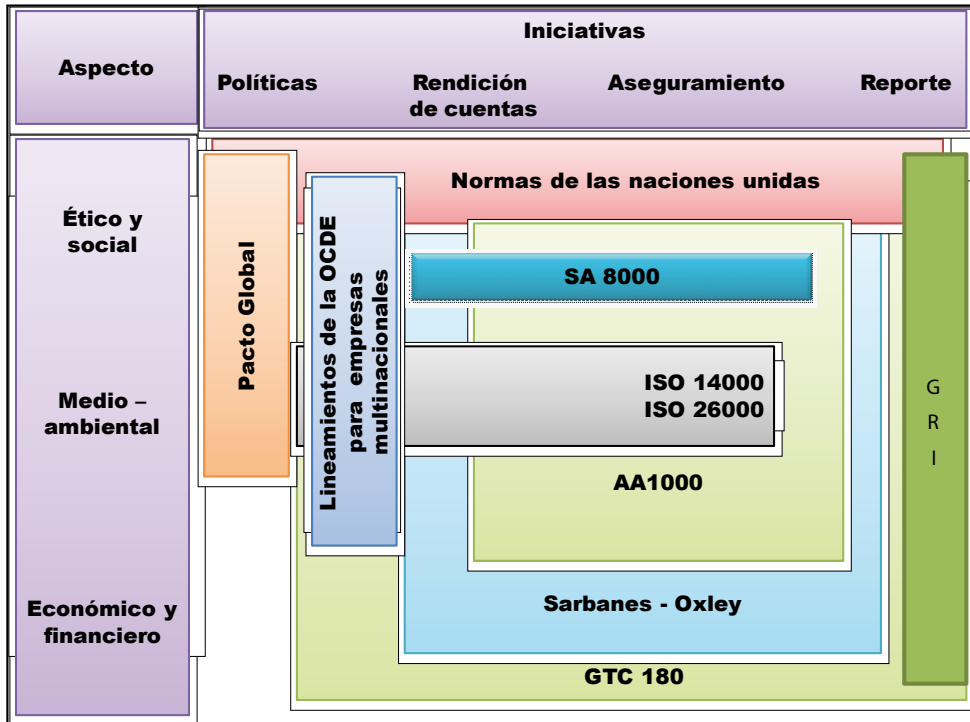 Aspecto
Iniciativas
Políticas
Rendición
de cuentas
Aseguramiento
Reporte
Ético y
social
Medio –
ambiental
Económico y
financiero
Pacto Global
Lineamientos de la OCDE
para empresas
multinacionales
Normas de las naciones unidas
SA 8000
ISO 14000
ISO 26000
AA1000
Sarbanes - Oxley
GTC 180
G
R
I